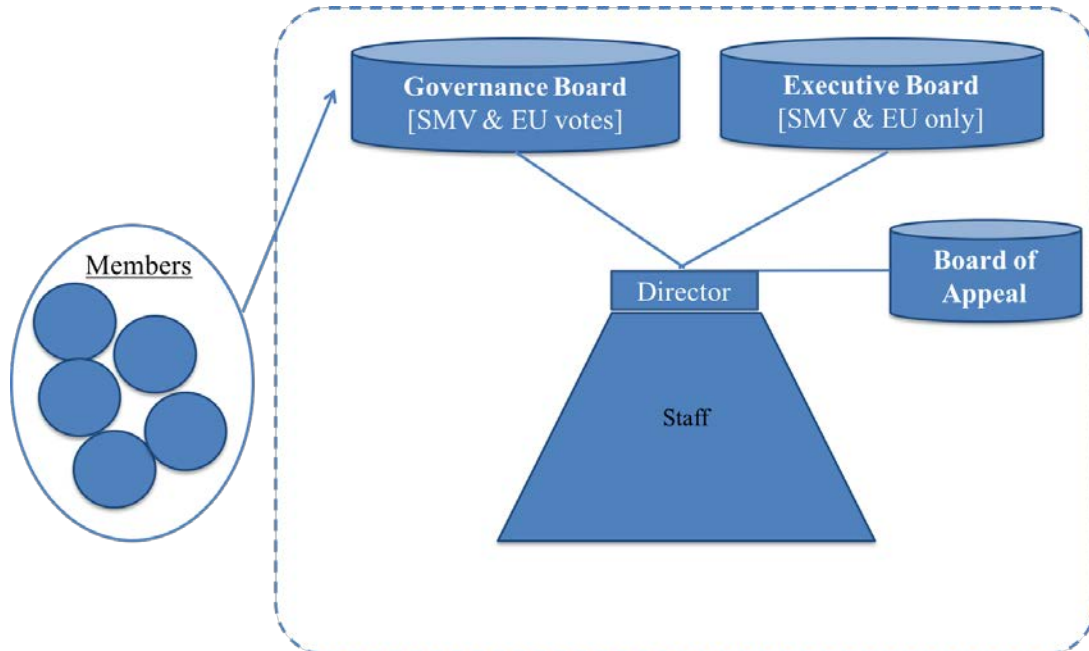 Governance Board
[SMV & EU votes]
Executive Board
[SMV & EU only]
Members
Board of
Appeal
Director
Staff